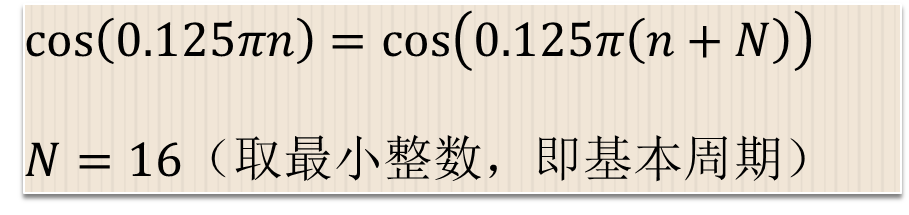 cos(0.125πn) = cos(0.125π(n + N))
N = 16（取最小整数，即基本周期）